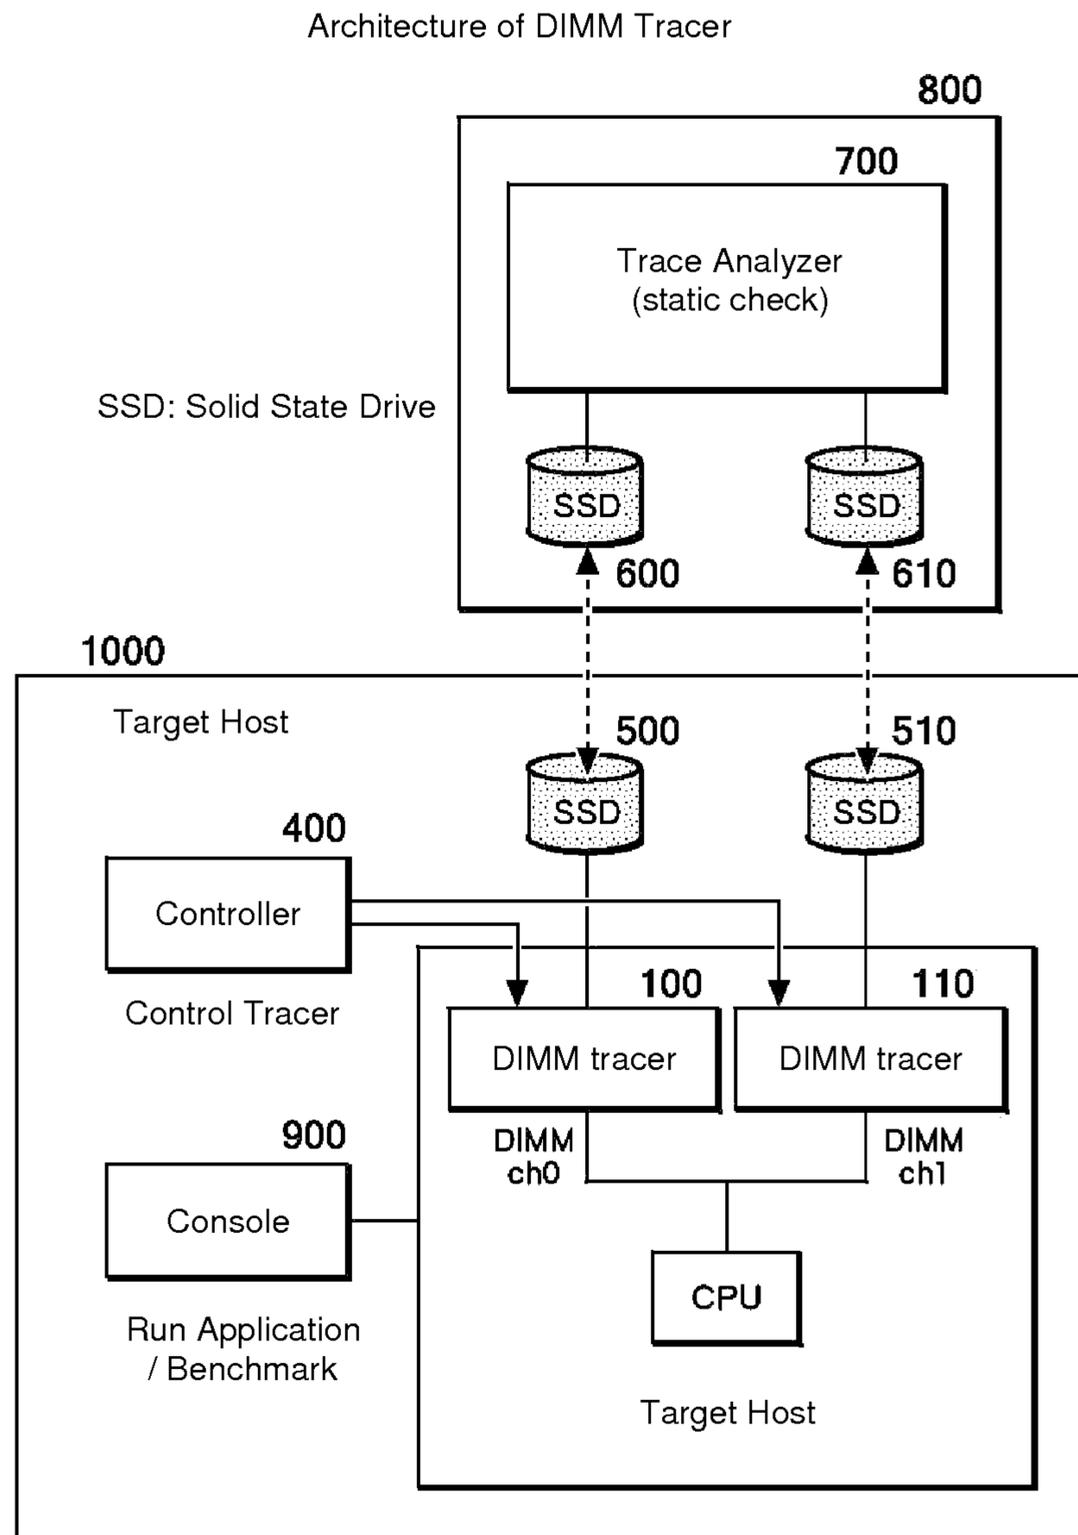 Architecture of DIMM Tracer
800
700
Trace Analyzer
(static check)
SSD: Solid State Drive
SSD
SSD
600
610
1000
Target Host
500
510
SSD
SSD
400
Controller
Control Tracer
100
110
DIMM tracer
DIMM tracer
DIMM
ch0
DIMM
ch1
900
Console
Run Application
/ Benchmark
CPU
Target Host